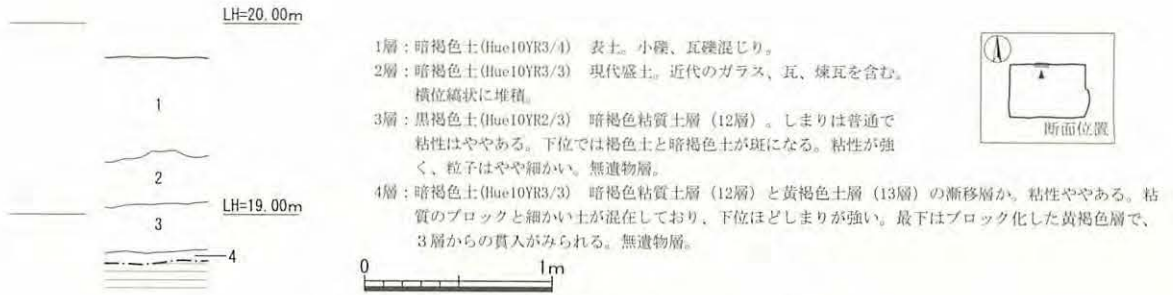 LH=20.00m
1
2
LH=19.00m
3
4
1層：暗褐色土(Hue10YR3/4)　表土。小礫、瓦礫混じり。
2層：暗褐色土(Hue10YR3/3)　現代盛土。近代のガラス、瓦、煉瓦を含む。
横位縞状に堆積。
3層：黒褐色土(Hue10YR2/3)　暗褐色粘質土層（12層）。しまりは普通で
粘性はややある。下位では褐色土と暗褐色土が斑になる。粘性が強
く、粒子はやや細かい。無遺物層。
4層：暗褐色土(Hue10YR3/3)　暗褐色粘質土層（12層）と黄褐色土層（13層）の漸移層か。粘性ややある。粘
質のブロックと細かい土が混在しており、下位ほどしまりが強い。最下はブロック化した黄褐色層で、
３層からの貫入がみられる。無遺物層。
断面位置
0
1m